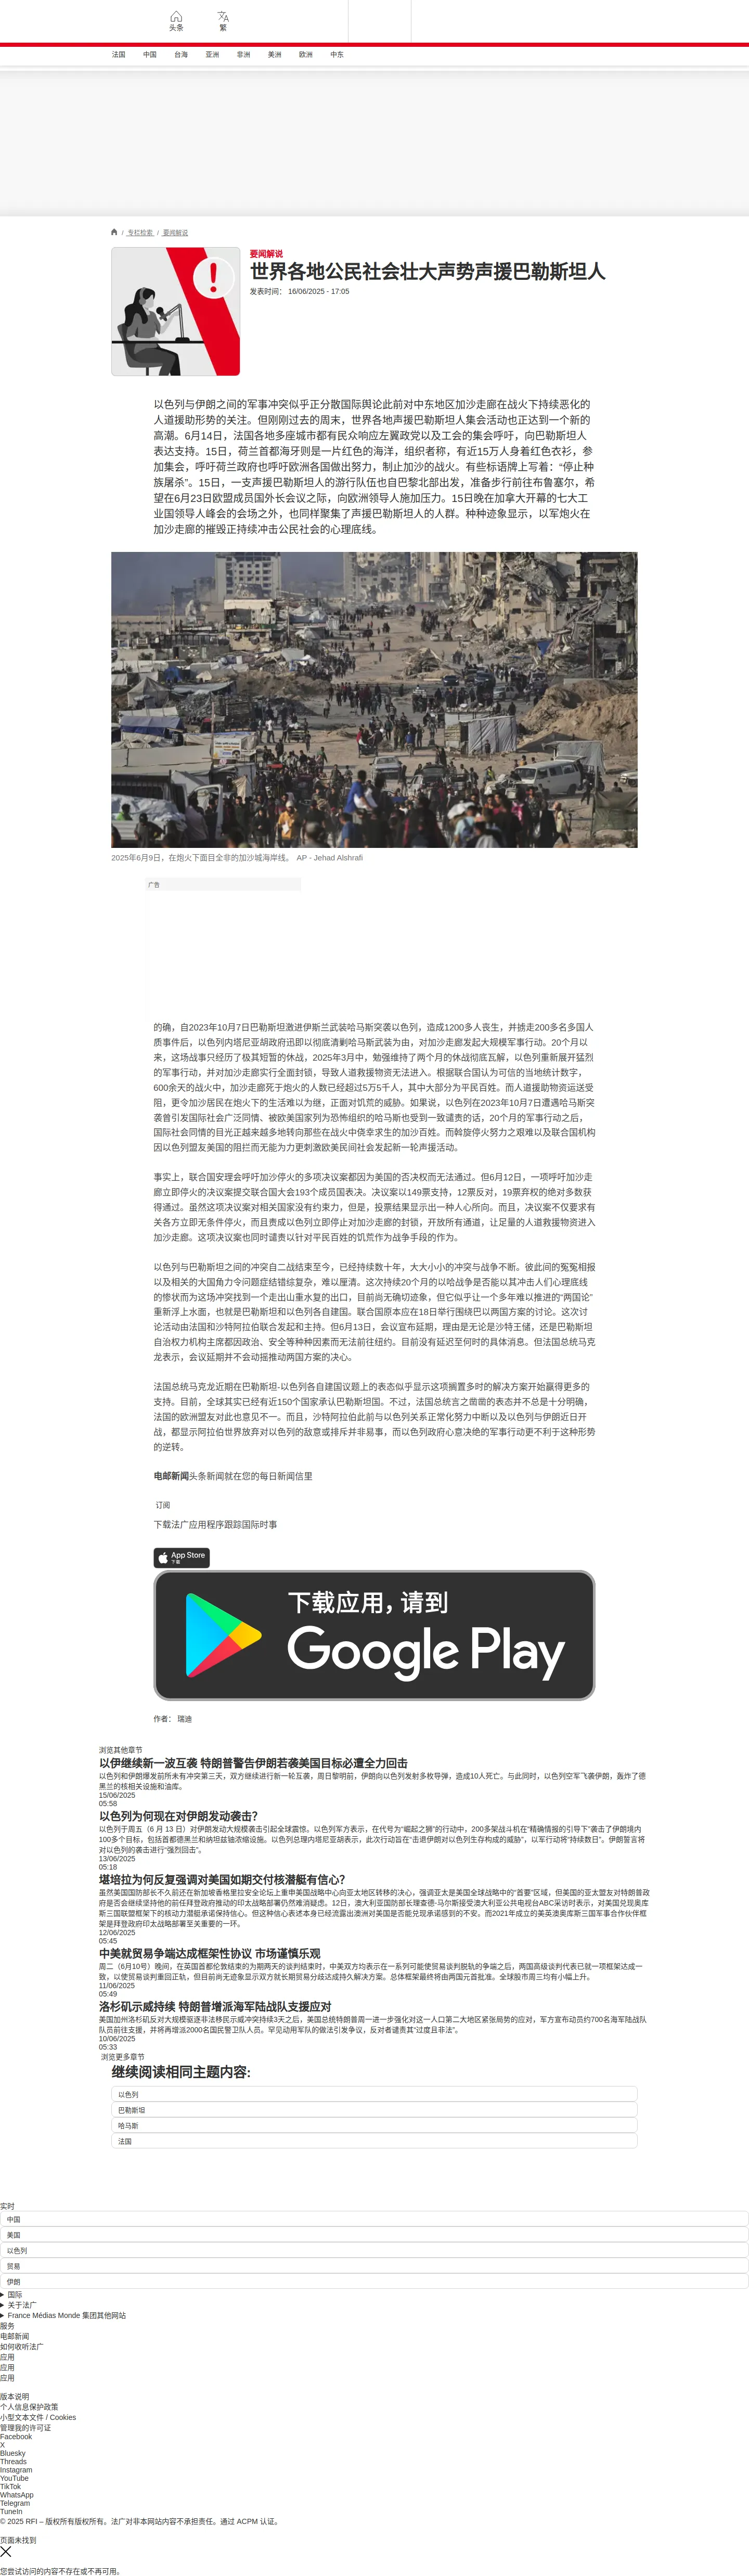 头条
繁
法国 中国 台海 亚洲 非洲 美洲 欧洲 中东
/ 专栏检索 / 要闻解说
要闻解说
世界各地公民社会壮大声势声援巴勒斯坦人
发表时间： 16/06/2025 - 17:05
以色列与伊朗之间的军事冲突似乎正分散国际舆论此前对中东地区加沙走廊在战火下持续恶化的
人道援助形势的关注。但刚刚过去的周末，世界各地声援巴勒斯坦人集会活动也正达到一个新的
高潮。6月14日，法国各地多座城市都有民众响应左翼政党以及工会的集会呼吁，向巴勒斯坦人
表达支持。15日，荷兰首都海牙则是一片红色的海洋，组织者称，有近15万人身着红色衣衫，参
加集会，呼吁荷兰政府也呼吁欧洲各国做出努力，制止加沙的战火。有些标语牌上写着：“停止种
族屠杀”。15日，一支声援巴勒斯坦人的游行队伍也自巴黎北部出发，准备步行前往布鲁塞尔，希
望在6月23日欧盟成员国外长会议之际，向欧洲领导人施加压力。15日晚在加拿大开幕的七大工
业国领导人峰会的会场之外，也同样聚集了声援巴勒斯坦人的人群。种种迹象显示，以军炮火在
加沙走廊的摧毁正持续冲击公民社会的心理底线。
2025年6月9日，在炮火下面目全非的加沙城海岸线。 AP - Jehad Alshrafi
广告
的确，自2023年10月7日巴勒斯坦激进伊斯兰武装哈马斯突袭以色列，造成1200多人丧生，并掳走200多名多国人
质事件后，以色列内塔尼亚胡政府迅即以彻底清剿哈马斯武装为由，对加沙走廊发起大规模军事行动。20个月以
来，这场战事只经历了极其短暂的休战，2025年3月中，勉强维持了两个月的休战彻底瓦解，以色列重新展开猛烈
的军事行动，并对加沙走廊实行全面封锁，导致人道救援物资无法进入。根据联合国认为可信的当地统计数字，
600余天的战火中，加沙走廊死于炮火的人数已经超过5万5千人，其中大部分为平民百姓。而人道援助物资运送受
阻，更令加沙居民在炮火下的生活难以为继，正面对饥荒的威胁。如果说，以色列在2023年10月7日遭遇哈马斯突
袭曾引发国际社会广泛同情、被欧美国家列为恐怖组织的哈马斯也受到一致谴责的话，20个月的军事行动之后，
国际社会同情的目光正越来越多地转向那些在战火中侥幸求生的加沙百姓。而斡旋停火努力之艰难以及联合国机构
因以色列盟友美国的阻拦而无能为力更刺激欧美民间社会发起新一轮声援活动。
事实上，联合国安理会呼吁加沙停火的多项决议案都因为美国的否决权而无法通过。但6月12日，一项呼吁加沙走
廊立即停火的决议案提交联合国大会193个成员国表决。决议案以149票支持，12票反对，19票弃权的绝对多数获
得通过。虽然这项决议案对相关国家没有约束力，但是，投票结果显示出一种人心所向。而且，决议案不仅要求有
关各方立即无条件停火，而且责成以色列立即停止对加沙走廊的封锁，开放所有通道，让足量的人道救援物资进入
加沙走廊。这项决议案也同时谴责以针对平民百姓的饥荒作为战争手段的作为。
以色列与巴勒斯坦之间的冲突自二战结束至今，已经持续数十年，大大小小的冲突与战争不断。彼此间的冤冤相报
以及相关的大国角力令问题症结错综复杂，难以厘清。这次持续20个月的以哈战争是否能以其冲击人们心理底线
的惨状而为这场冲突找到一个走出山重水复的出口，目前尚无确切迹象，但它似乎让一个多年难以推进的“两国论”
重新浮上水面，也就是巴勒斯坦和以色列各自建国。联合国原本应在18日举行围绕巴以两国方案的讨论。这次讨
论活动由法国和沙特阿拉伯联合发起和主持。但6月13日，会议宣布延期，理由是无论是沙特王储，还是巴勒斯坦
自治权力机构主席都因政治、安全等种种因素而无法前往纽约。目前没有延迟至何时的具体消息。但法国总统马克
龙表示，会议延期并不会动摇推动两国方案的决心。
法国总统马克龙近期在巴勒斯坦-以色列各自建国议题上的表态似乎显示这项搁置多时的解决方案开始赢得更多的
支持。目前，全球其实已经有近150个国家承认巴勒斯坦国。不过，法国总统言之凿凿的表态并不总是十分明确，
法国的欧洲盟友对此也意见不一。而且，沙特阿拉伯此前与以色列关系正常化努力中断以及以色列与伊朗近日开
战，都显示阿拉伯世界放弃对以色列的敌意或排斥并非易事，而以色列政府心意决绝的军事行动更不利于这种形势
的逆转。
电邮新闻头条新闻就在您的每日新闻信里
订阅
下载法广应用程序跟踪国际时事
App Store
下载
下载应用，请到
Google Play
作者： 瑞迪
浏览其他章节
以伊继续新一波互袭 特朗普警告伊朗若袭美国目标必遭全力回击
以色列和伊朗爆发前所未有冲突第三天，双方继续进行新一轮互袭，周日黎明前，伊朗向以色列发射多枚导弹，造成10人死亡。与此同时，以色列空军飞袭伊朗，轰炸了德
黑兰的核相关设施和油库。
15/06/2025
05:58
以色列为何现在对伊朗发动袭击？
以色列于周五（6 月 13 日）对伊朗发动大规模袭击引起全球震惊。以色列军方表示，在代号为“崛起之狮”的行动中，200多架战斗机在“精确情报的引导下”袭击了伊朗境内
100多个目标，包括首都德黑兰和纳坦兹铀浓缩设施。以色列总理内塔尼亚胡表示，此次行动旨在“击退伊朗对以色列生存构成的威胁”，以军行动将“持续数日”。伊朗誓言将
对以色列的袭击进行“强烈回击”。
13/06/2025
05:18
堪培拉为何反复强调对美国如期交付核潜艇有信心？
虽然美国国防部长不久前还在新加坡香格里拉安全论坛上重申美国战略中心向亚太地区转移的决心，强调亚太是美国全球战略中的“首要”区域，但美国的亚太盟友对特朗普政
府是否会继续坚持他的前任拜登政府推动的印太战略部署仍然难消疑虑。12日，澳大利亚国防部长理查德·马尔斯接受澳大利亚公共电视台ABC采访时表示，对美国兑现奥库
斯三国联盟框架下的核动力潜艇承诺保持信心。但这种信心表述本身已经流露出澳洲对美国是否能兑现承诺感到的不安。而2021年成立的美英澳奥库斯三国军事合作伙伴框
架是拜登政府印太战略部署至关重要的一环。
12/06/2025
05:45
中美就贸易争端达成框架性协议 市场谨慎乐观
周二（6月10号）晚间，在英国首都伦敦结束的为期两天的谈判结束时，中美双方均表示在一系列可能使贸易谈判脱轨的争端之后，两国高级谈判代表已就一项框架达成一
致，以使贸易谈判重回正轨，但目前尚无迹象显示双方就长期贸易分歧达成持久解决方案。总体框架最终将由两国元首批准。全球股市周三均有小幅上升。
11/06/2025
05:49
洛杉矶示威持续 特朗普增派海军陆战队支援应对
美国加州洛杉矶反对大规模驱逐非法移民示威冲突持续3天之后，美国总统特朗普周一进一步强化对这一人口第二大地区紧张局势的应对，军方宣布动员约700名海军陆战队
队员前往支援，并将再增派2000名国民警卫队人员。罕见动用军队的做法引发争议，反对者谴责其“过度且非法”。
10/06/2025
05:33
浏览更多章节
继续阅读相同主题内容:
以色列
巴勒斯坦
哈马斯
法国
实时
中国
美国
以色列
贸易
伊朗
国际
关于法广
France Médias Monde 集团其他网站
服务
电邮新闻
如何收听法广
应用
应用
应用
版本说明
个人信息保护政策
小型文本文件 / Cookies
管理我的许可证
Facebook
X
Bluesky
Threads
Instagram
YouTube
TikTok
WhatsApp
Telegram
TuneIn
© 2025 RFI – 版权所有版权所有。法广对非本网站内容不承担责任。通过 ACPM 认证。
页面未找到
您尝试访问的内容不存在或不再可用。